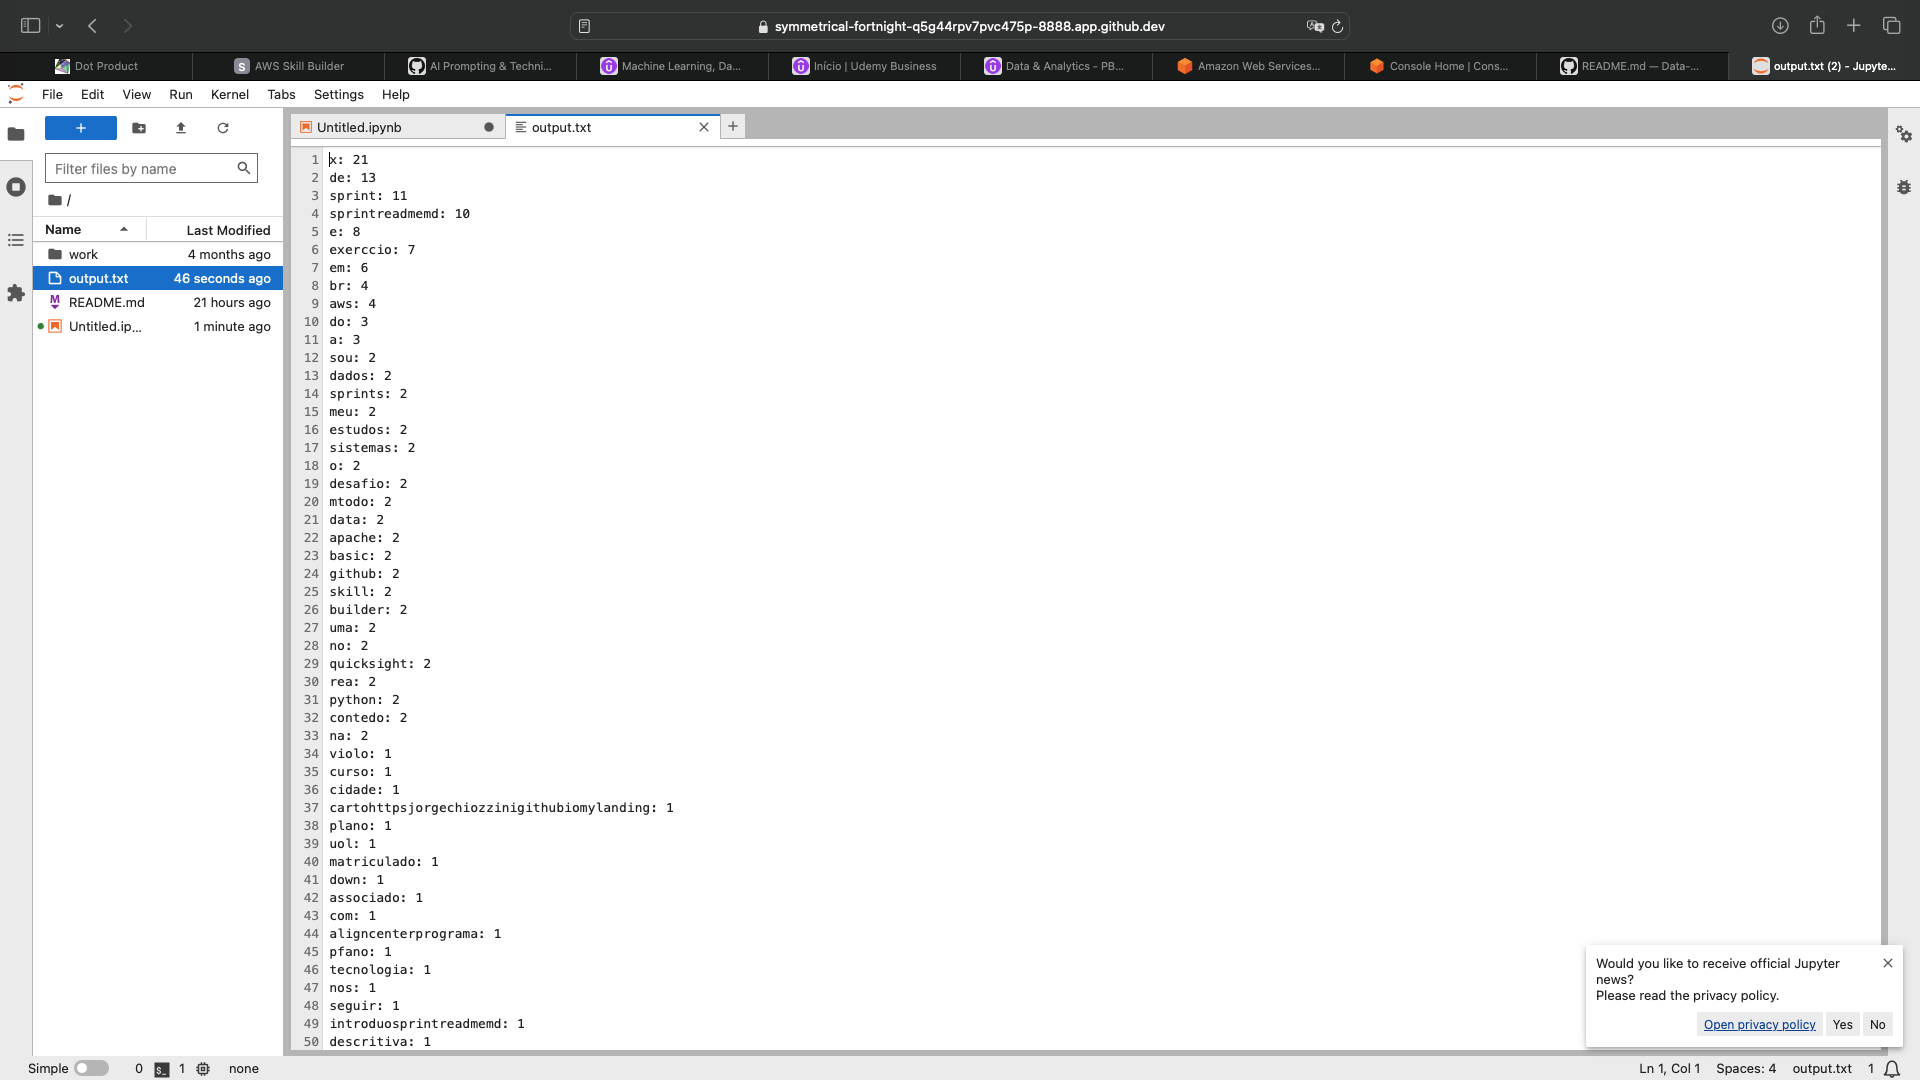 symmetrical-fortnight-q5g44rpv7pvc475p-8888.app.github.dev
Dot Product
S AWS Skill Builder
AI Prompting & Techni...
Machine Learning, Da...
Início | Udemy Business
Data & Analytics - PB...
Amazon Web Services...
Console Home | Cons...
README.md — Data-...
output.txt (2) - Jupyte...
File Edit View Run Kernel Tabs Settings Help
Untitled.ipynb
output.txt
Filter files by name
/
Name Last Modified
work 4 months ago
output.txt 46 seconds ago
README.md 21 hours ago
Untitled.ip... 1 minute ago
1 x: 21
2 de: 13
3 sprint: 11
4 sprintreadmemd: 10
5 e: 8
6 exerccio: 7
7 em: 6
8 br: 4
9 aws: 4
10 do: 3
11 a: 3
12 sou: 2
13 dados: 2
14 sprints: 2
15 meu: 2
16 estudos: 2
17 sistemas: 2
18 o: 2
19 desafio: 2
20 mtodo: 2
21 data: 2
22 apache: 2
23 basic: 2
24 github: 2
25 skill: 2
26 builder: 2
27 uma: 2
28 no: 2
29 quicksight: 2
30 rea: 2
31 python: 2
32 contedo: 2
33 na: 2
34 violo: 1
35 curso: 1
36 cidade: 1
37 cartohttpsjorgechiozzinigithubiomylanding: 1
38 plano: 1
39 uol: 1
40 matriculado: 1
41 down: 1
42 associado: 1
43 com: 1
44 aligncenterprograma: 1
45 pfano: 1
46 tecnologia: 1
47 nos: 1
48 seguir: 1
49 introduosprintreadmemd: 1
50 descritiva: 1
Would you like to receive official Jupyter
news?
Please read the privacy policy.
Open privacy policy Yes No
Simple 0 1 none
Ln 1, Col 1 Spaces: 4 output.txt 1